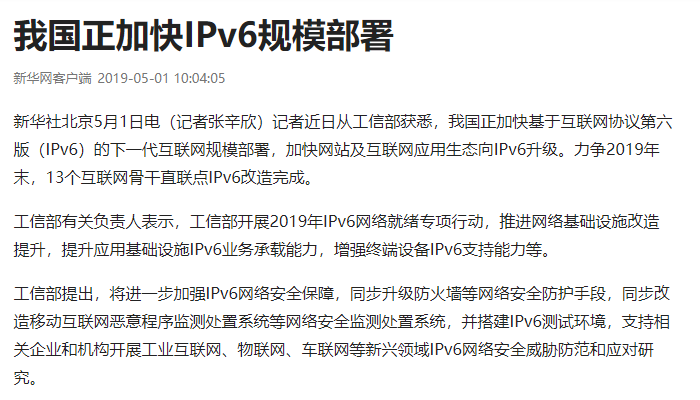 我国正加快IPv6规模部署
新华网客户端 2019-05-01 10:04:05
新华社北京5月1日电（记者张辛欣）记者近日从工信部获悉，我国正加快基于互联网协议第六
版（IPv6）的下一代互联网规模部署，加快网站及互联网应用生态向IPv6升级。力争2019年
末，13个互联网骨干直联点IPv6改造完成。
工信部有关负责人表示，工信部开展2019年IPv6网络就绪专项行动，推进网络基础设施改造
提升，提升应用基础设施IPv6业务承载能力，增强终端设备IPv6支持能力等。
工信部提出，将进一步加强IPv6网络安全保障，同步升级防火墙等网络安全防护手段，同步改
造移动互联网恶意程序监测处置系统等网络安全监测处置系统，并搭建IPv6测试环境，支持相
关企业和机构开展工业互联网、物联网、车联网等新兴领域IPv6网络安全威胁防范和应对研
究。